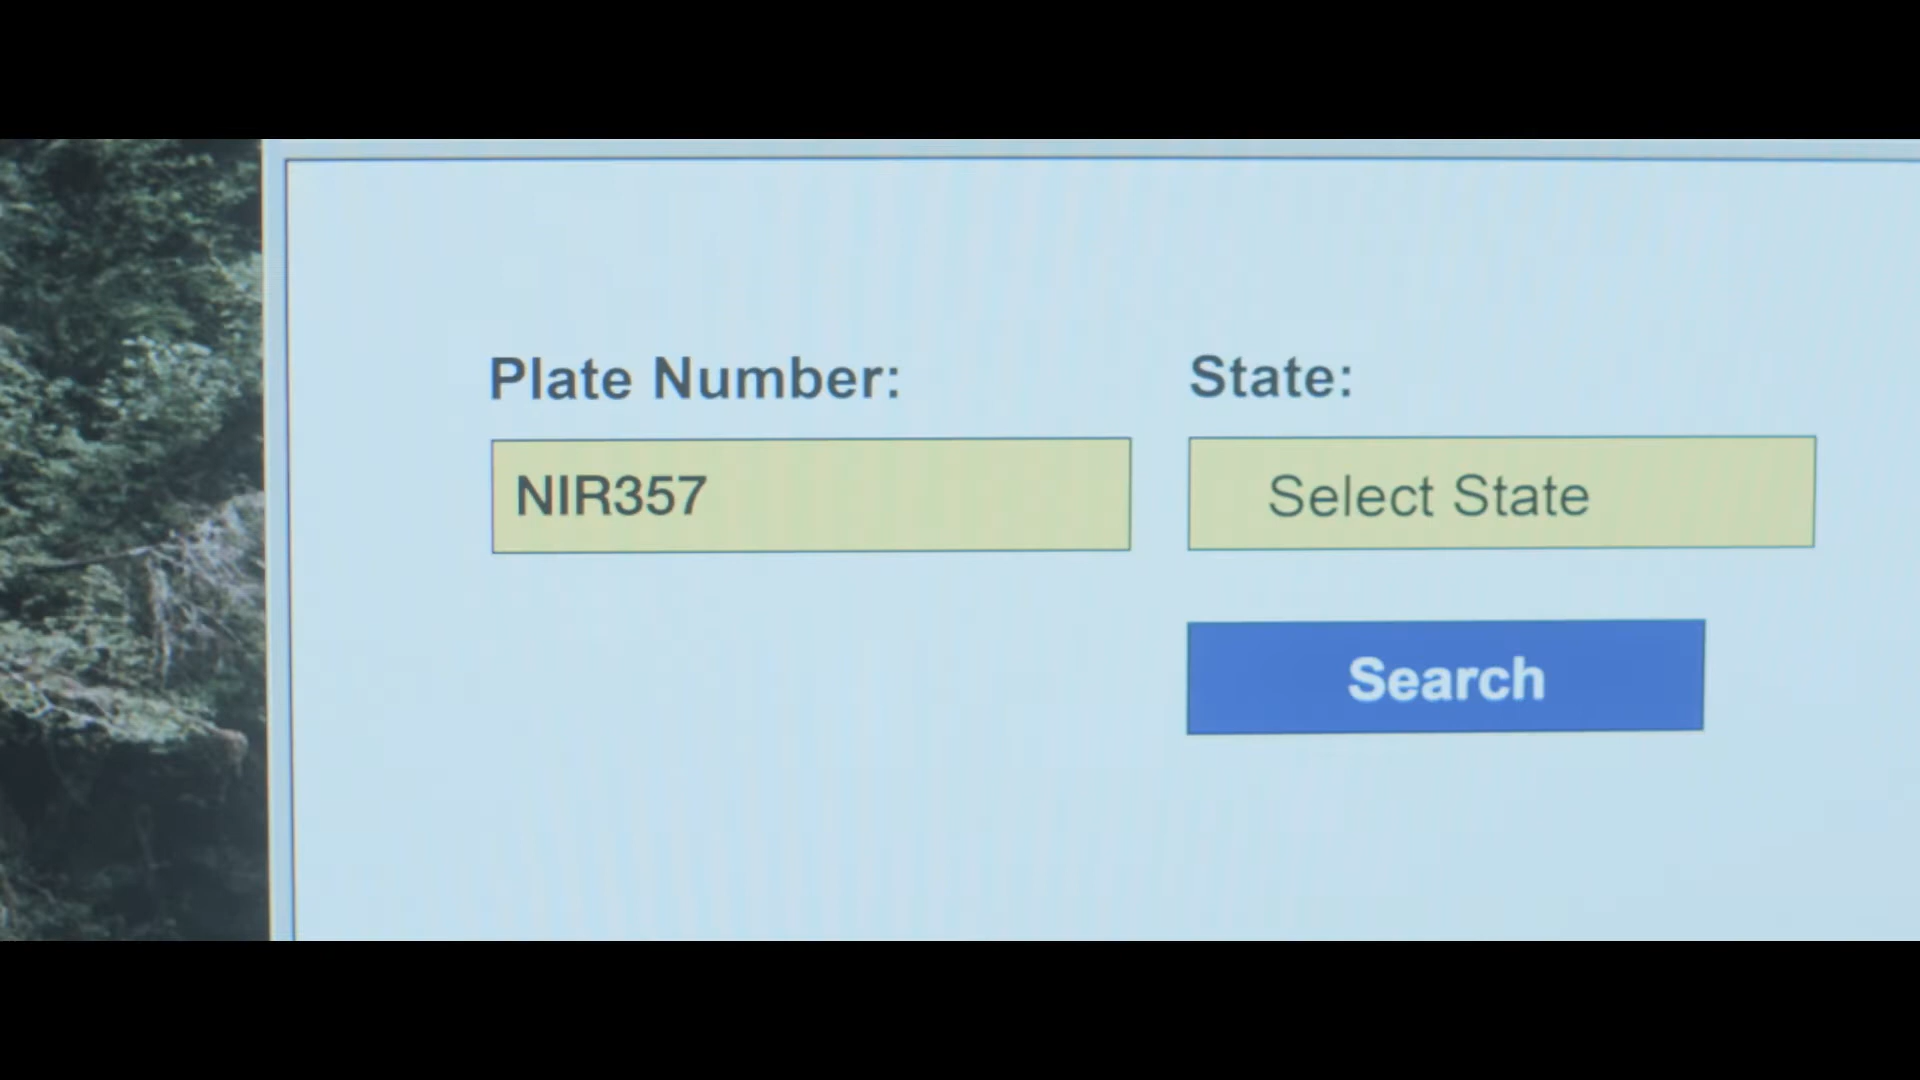 Plate Number:
State:
NIR357
Select State
Search